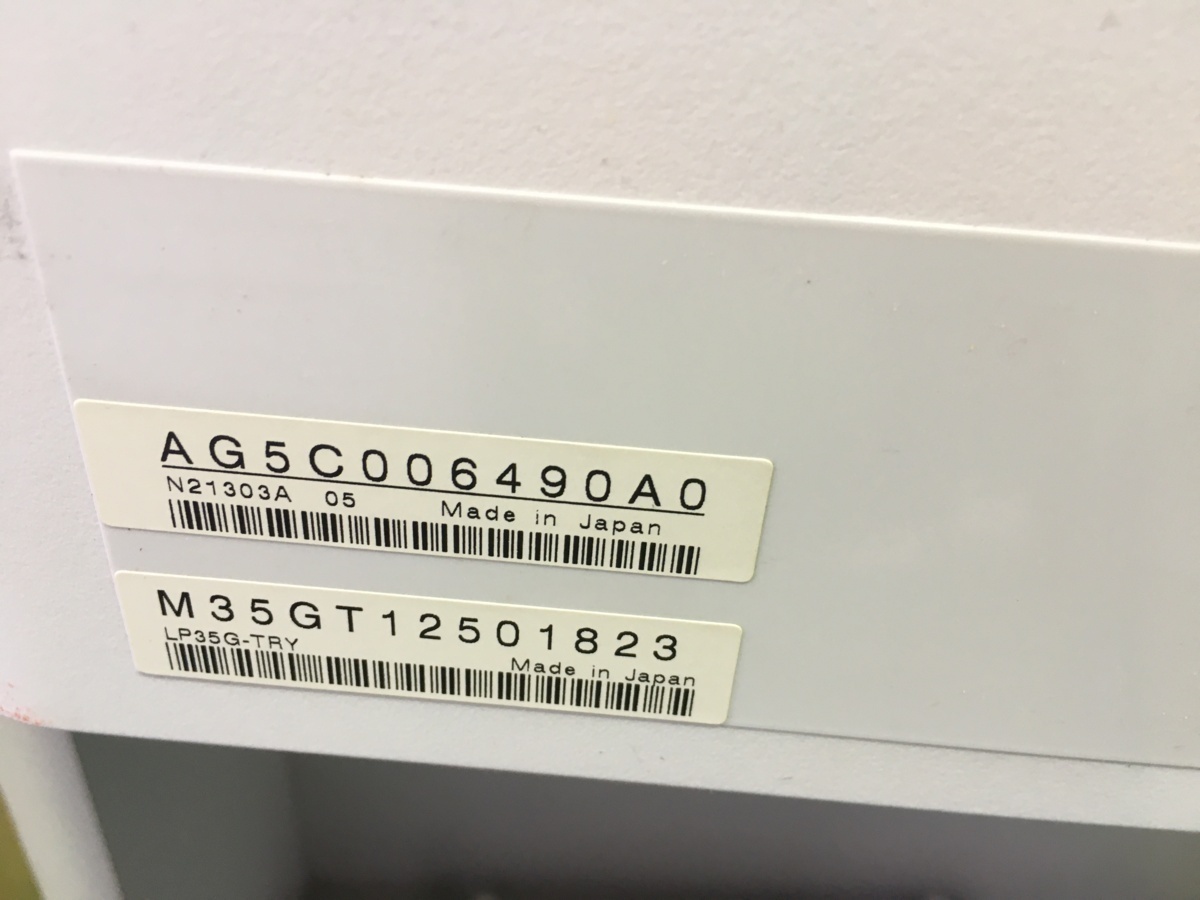 AG5C006490A0
N21303A 05 Made in Japan
M35GT12501823
LP35G-TRY
Made in Japan